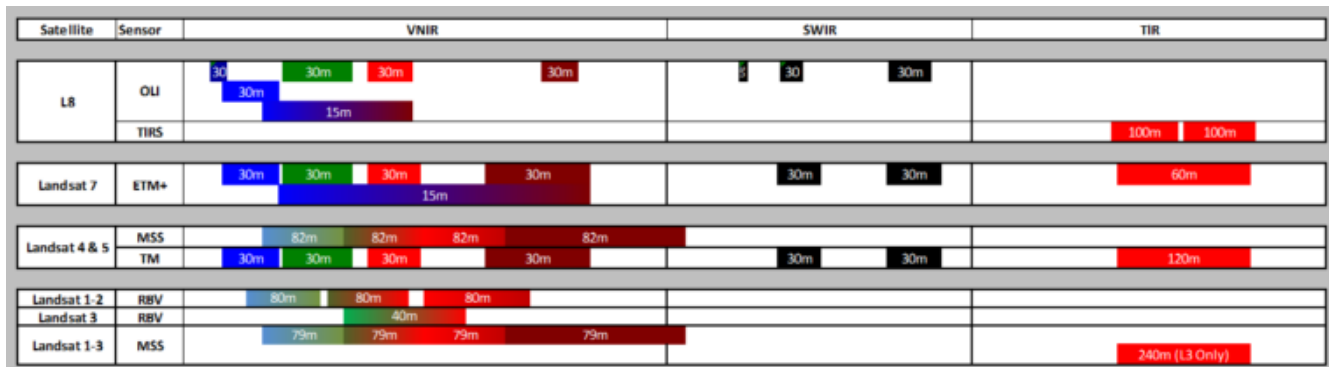 Satellite Sensor VNIR SWIR TIR
L8 OLI 30 30m 30m 30m 30 30m
30m
15m
TIRS 100m 100m
Landsat 7 ETM+ 30m 30m 30m 30m 30m 30m 60m
15m
Landsat 4 & 5 MSS 82m 82m 82m 82m
TM 30m 30m 30m 30m 30m 30m 120m
Landsat 1-2 RBV 80m 80m 80m
Landsat 3 RBV 40m
Landsat 1-3 MSS 79m 79m 79m 79m
240m (L3 Only)